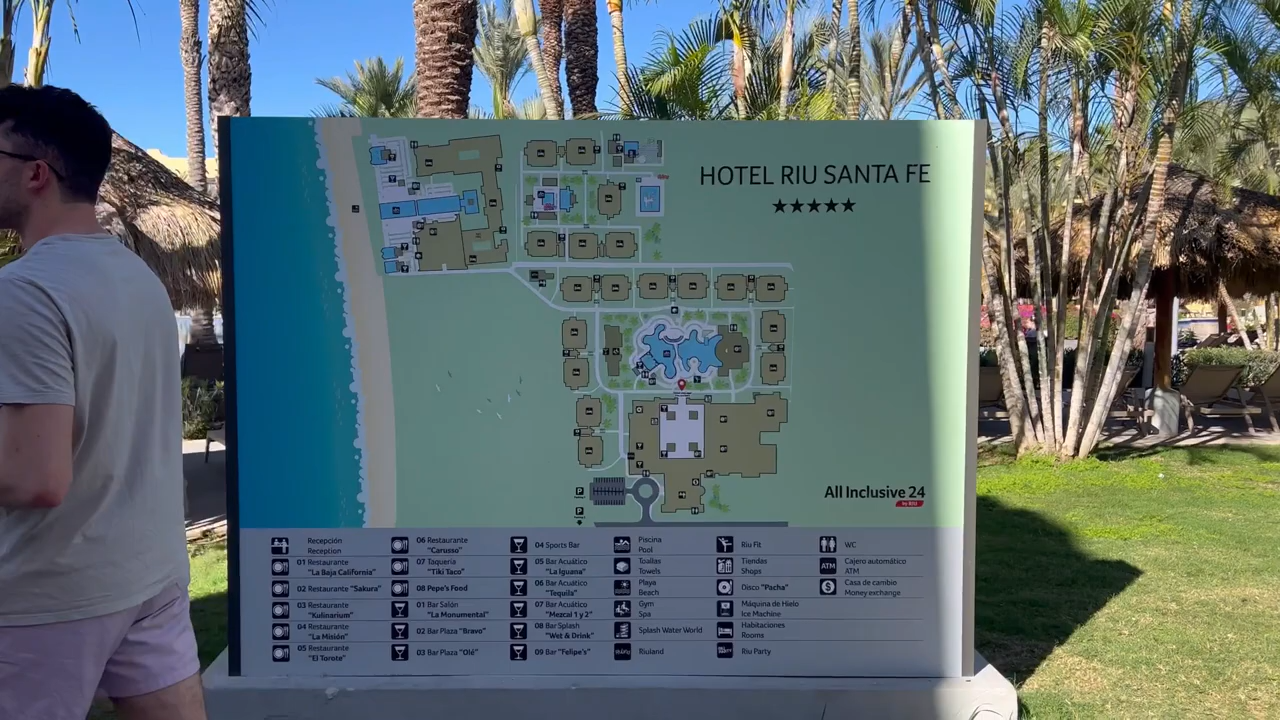 HOTEL RIU SANTA FE
★★★★★
All Inclusive 24
by RIU
Recepción
Reception
01 Restaurante
"La Baja California"
02 Restaurante "Sakura"
03 Restaurante
"Kulinarium"
04 Restaurante
"La Misión"
05 Restaurante
"El Torote"
06 Restaurante
"Carusso"
07 Taquería
"Tiki Taco"
08 Pepe's Food
01 Bar Salón
"La Monumental"
02 Bar Plaza "Bravo"
03 Bar Plaza "Olé"
04 Sports Bar
05 Bar Acuático
"La Iguana"
06 Bar Acuático
"Tequila"
07 Bar Acuático
"Mezcal 1 y 2"
08 Bar Splash
"Wet & Drink"
09 Bar "Felipe's"
Piscina
Pool
Toallas
Towels
Playa
Beach
Gym
Spa
Splash Water World
Riuland
Riu Fit
Tiendas
Shops
Disco "Pacha"
Máquina de Hielo
Ice Machine
Habitaciones
Rooms
Riu Party
WC
ATM
Cajero automático
ATM
Casa de cambio
Money exchange